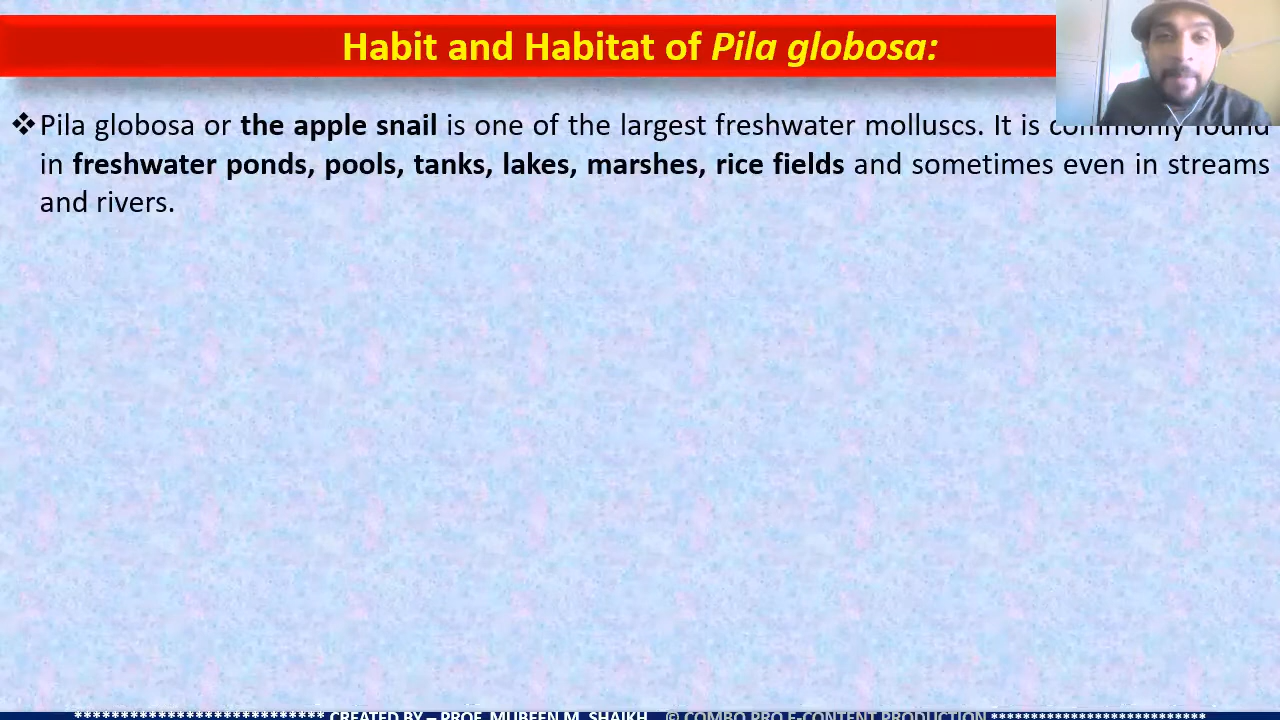 Habit and Habitat of Pila globosa:
❖Pila globosa or the apple snail is one of the largest freshwater molluscs. It is commonly found
in freshwater ponds, pools, tanks, lakes, marshes, rice fields and sometimes even in streams
and rivers.
************************** CREATED BY – PROF. MUBEEN M. SHAIKH © COMBO PRO E-CONTENT PRODUCTION **************************